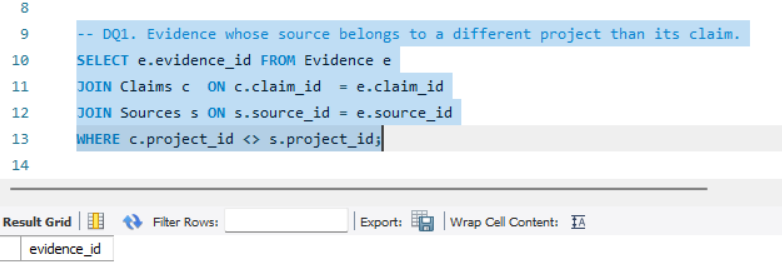 8
9 -- DQ1. Evidence whose source belongs to a different project than its claim.
10 SELECT e.evidence_id FROM Evidence e
11 JOIN Claims c  ON c.claim_id  = e.claim_id
12 JOIN Sources s ON s.source_id = e.source_id
13 WHERE c.project_id <> s.project_id;
14
Result Grid Filter Rules: Export: Wrap Cell Content: IA
evidence_id